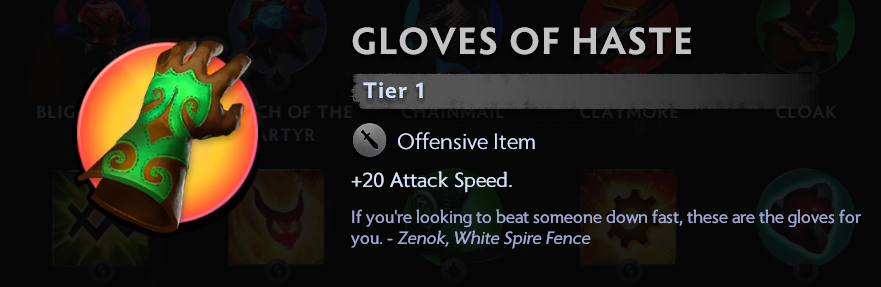 GLOVES OF HASTE
Tier 1
BLIG
CH OF THE
ARTYR
CHAINMAIL
CLAYMORE
CLOAK
Offensive Item
+20 Attack Speed.
If you're looking to beat someone down fast, these are the gloves for
you. - Zenok, White Spire Fence